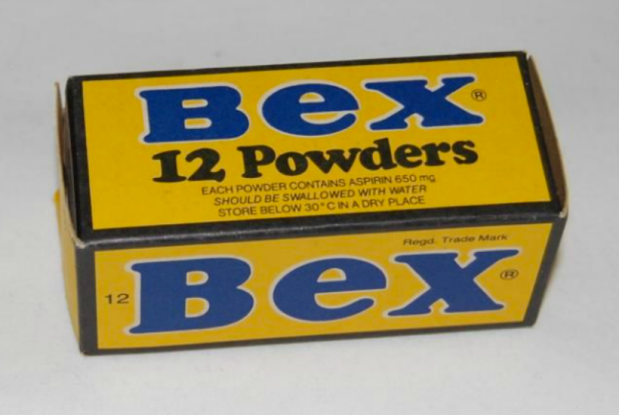 Bex®
12 Powders
EACH POWDER CONTAINS ASPIRIN 650 mg
SHOULD BE SWALLOWED WITH WATER
STORE BELOW 30°C IN A DRY PLACE
Regd. Trade Mark
12 Bex®